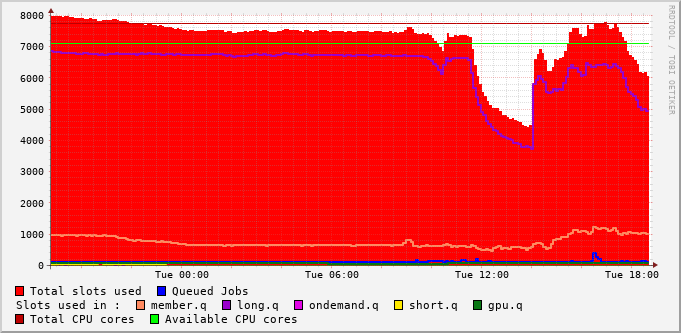 8000
7000
6000
5000
4000
3000
2000
1000
0
Tue 00:00 Tue 06:00 Tue 12:00 Tue 18:00
RRDTOOL / TOBI OETIKER
Total slots used Queued Jobs
Slots used in : member.q long.q ondemand.q short.q gpu.q
Total CPU cores Available CPU cores